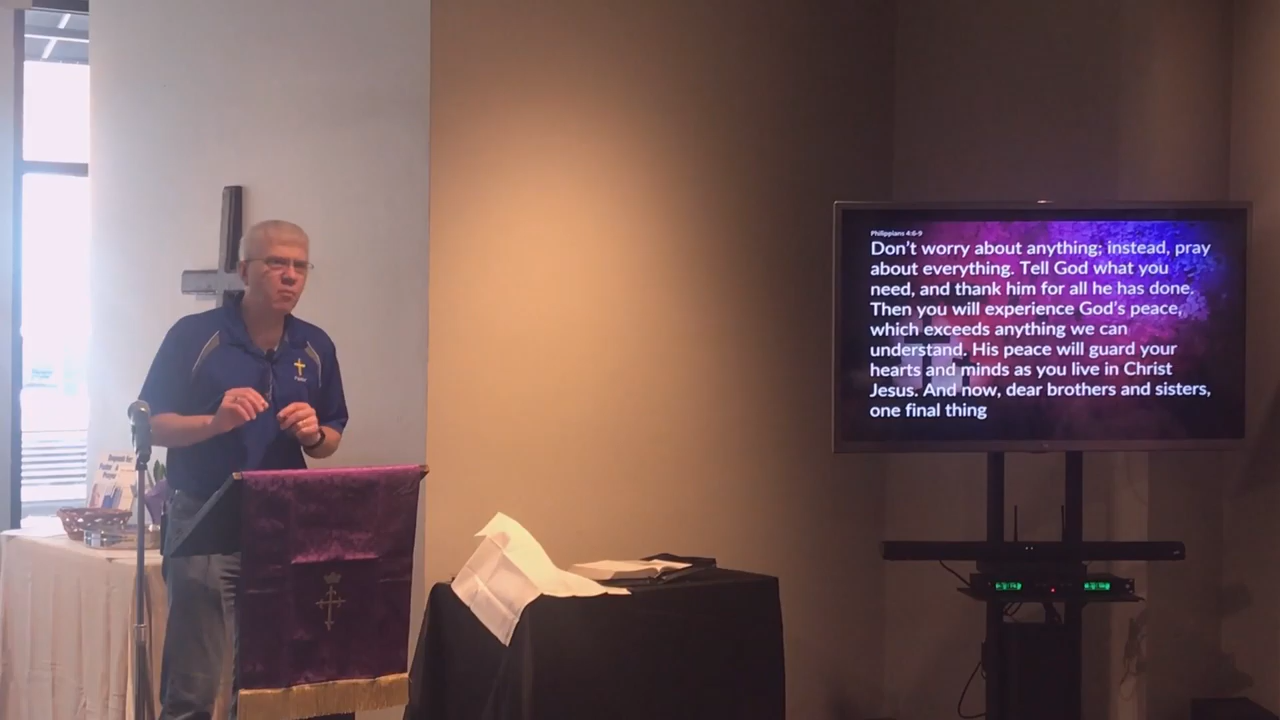 Philippians 4:6-9
Don't worry about anything; instead, pray
about everything. Tell God what you
need, and thank him for all he has done.
Then you will experience God's peace,
which exceeds anything we can
understand. His peace will guard your
hearts and minds as you live in Christ
Jesus. And now, dear brothers and sisters,
one final thing
Pastor
Prayer